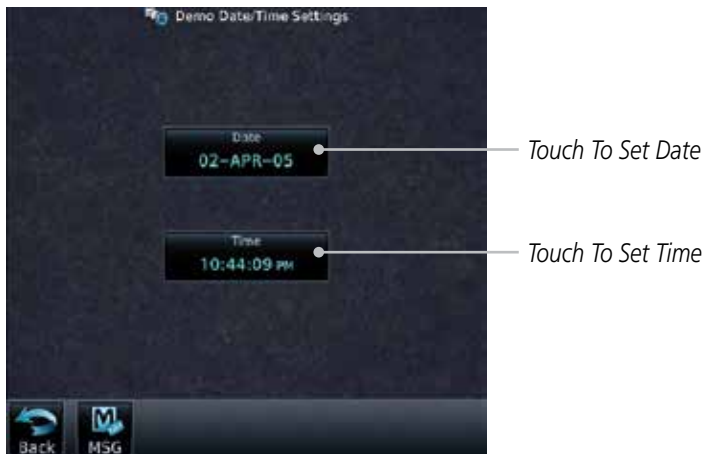 Demo Date/Time Settings
Date
02-APR-05
Touch To Set Date
Time
10:44:09 PM
Touch To Set Time
Back
MSG